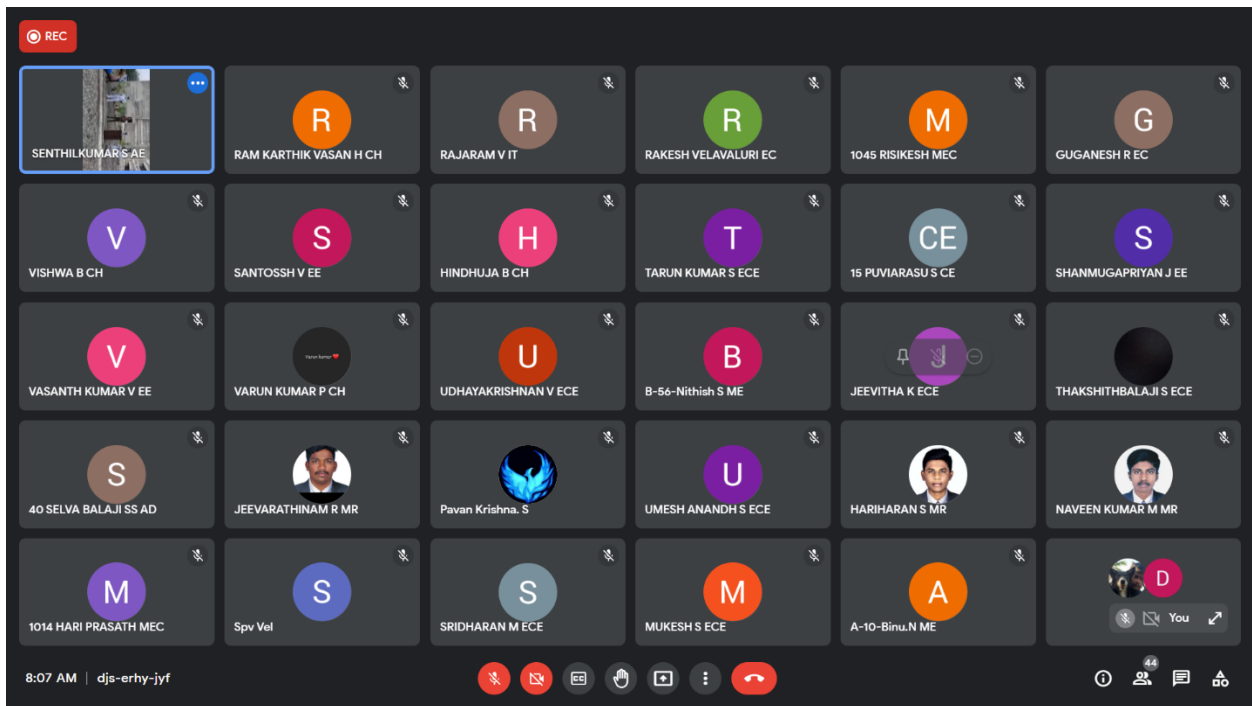 REC
SENTHILKUMAR S AE
R
RAM KARTHIK VASAN H CH
R
RAJARAM V IT
R
RAKESH VELAVALURI EC
M
1045 RISIKESH MEC
G
GUGANESH R EC
V
VISHWA B CH
S
SANTOSSH V EE
H
HINDHUJA B CH
T
TARUN KUMAR S ECE
CE
15 PUVIARASU S CE
S
SHANMUGAPRIYAN J EE
V
VASANTH KUMAR V EE
Varun kumar
VARUN KUMAR P CH
U
UDHAYAKRISHNAN V ECE
B
B-56-Nithish S ME
J
JEEVITHA K ECE
THAKSHITHBALAJI S ECE
S
40 SELVA BALAJI SS AD
JEEVARATHINAM R MR
Pavan Krishna. S
U
UMESH ANANDH S ECE
HARIHARAN S MR
NAVEEN KUMAR M MR
M
1014 HARI PRASATH MEC
S
Spv Vel
S
SRIDHARAN M ECE
M
MUKESH S ECE
A
A-10-Binu.N ME
D
You
8:07 AM | djs-erhy-jyf
CC
44